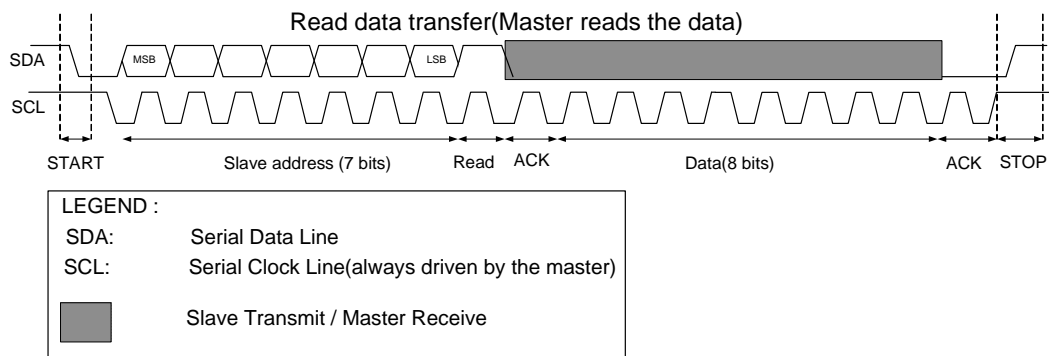 Read data transfer(Master reads the data)
SDA
MSB
LSB
SCL
START
Slave address (7 bits)
Read
ACK
Data(8 bits)
ACK
STOP
LEGEND :
SDA: Serial Data Line
SCL: Serial Clock Line(always driven by the master)
Slave Transmit / Master Receive